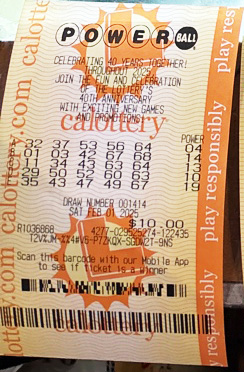 POWERBALL
CELEBRATING 40 YEARS TOGETHER!
THROUGHOUT 2025
JOIN THE FUN AND CELEBRATION
OF THE LOTTERY'S
40TH ANNIVERSARY
WITH EXCITING NEW GAMES
AND PROMOTIONS
calottery
POWER
32 37 53 56 64 04
01 03 42 67 68 14
34 43 63 64 13
29 50 52 60 63 10
35 43 47 49 67 19
DRAW NUMBER 001414
SAT FEB 01 2025
$10.00
R1036868
Scan this barcode with our Mobile App
to see if ticket is a winner
calottery
calottery.com
play responsibly